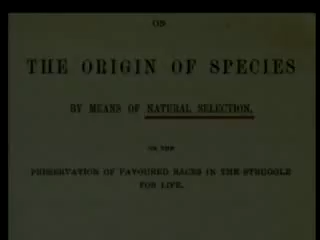 ON
THE ORIGIN OF SPECIES
BY MEANS OF NATURAL SELECTION,
OR THE
PRESERVATION OF FAVOURED RACES IN THE STRUGGLE
FOR LIFE.